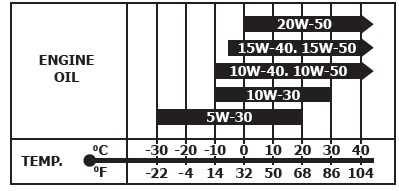 20W-50
15W-40. 15W-50
ENGINE
OIL
10W-40. 10W-50
10W-30
5W-30
TEMP.
ºC -30 -20 -10 0 10 20 30 40
ºF -22 -4 14 32 50 68 86 104